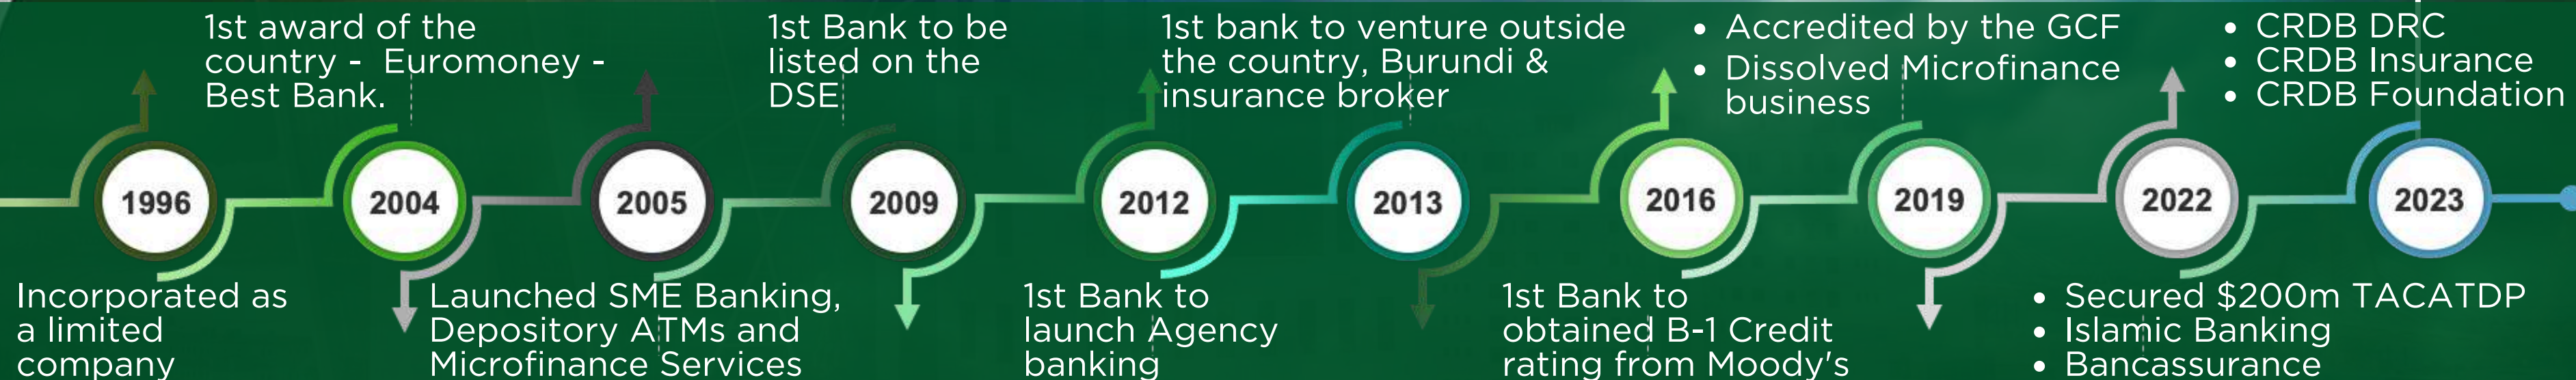 1st award of the
country - Euromoney -
Best Bank.
1st Bank to be
listed on the
DSE
1st bank to venture outside
the country, Burundi &
insurance broker
• Accredited by the GCF
• Dissolved Microfinance
business
• CRDB DRC
• CRDB Insurance
• CRDB Foundation
1996
2004
2005
2009
2012
2013
2016
2019
2022
2023
Incorporated as
a limited
company
Launched SME Banking,
Depository ATMs and
Microfinance Services
1st Bank to
launch Agency
banking
1st Bank to
obtained B-1 Credit
rating from Moody's
• Secured $200m TACATDP
• Islamic Banking
• Bancassurance